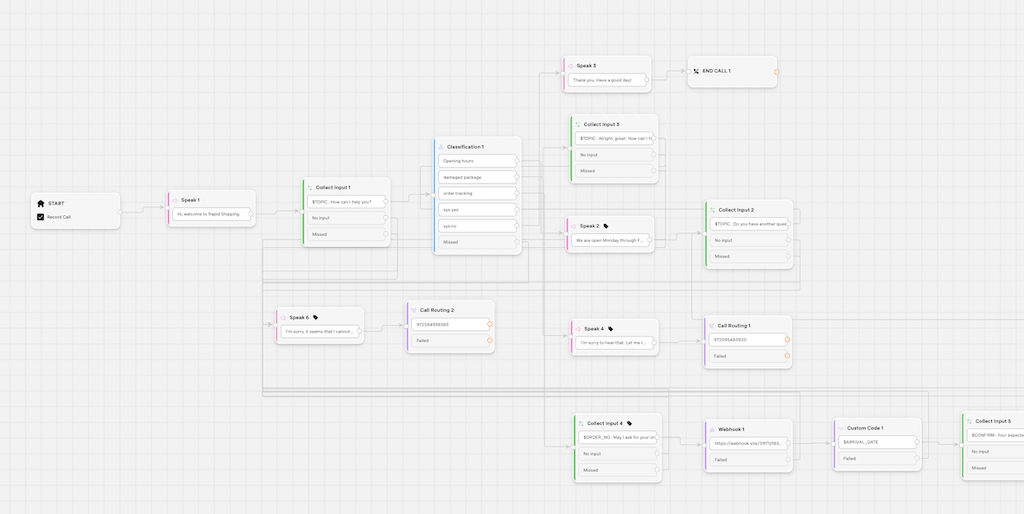 START
Record Call
Speak 1
Hi, welcome to Rapid Shipping.
Collect Input 1
$TOPIC : How can I help you?
No input
Missed
Classification 1
Opening hours
damaged package
order tracking
sys.yes
sys.no
Missed
Speak 3
Thank you. Have a good day!
END CALL 1
Collect Input 3
$TOPIC : Alright, great. How can I h
No input
Missed
Speak 2
We are open Monday through F...
Collect Input 2
$TOPIC : Do you have another ques
No input
Missed
Speak 6
I'm sorry, it seems that I cannot...
Call Routing 2
Failed
Speak 4
I'm sorry to hear that. Let me t...
Call Routing 1
Failed
Collect Input 4
$ORDER_NO : May I ask for your or
No input
Missed
Webhook 1
Failed
Custom Code 1
$ARRIVAL_DATE
Failed
Collect Input 5
$CONFIRM : Your expecte
No input
Missed